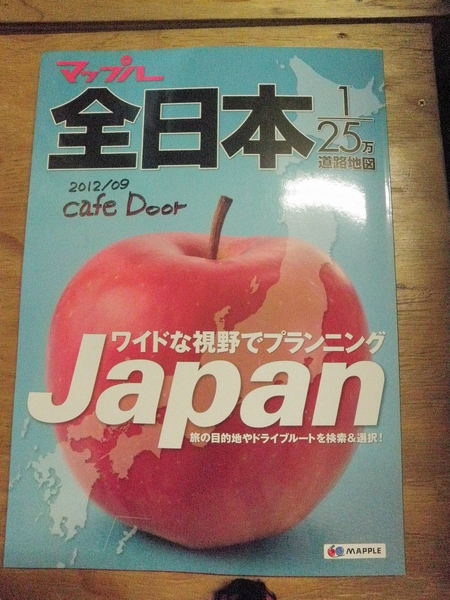 マップル
全日本
1
25万
道路地図
2012/09
cafe Door
ワイドな視野でプランニング
Japan
旅の目的地やドライブルートを検索&選択!
MAPPLE